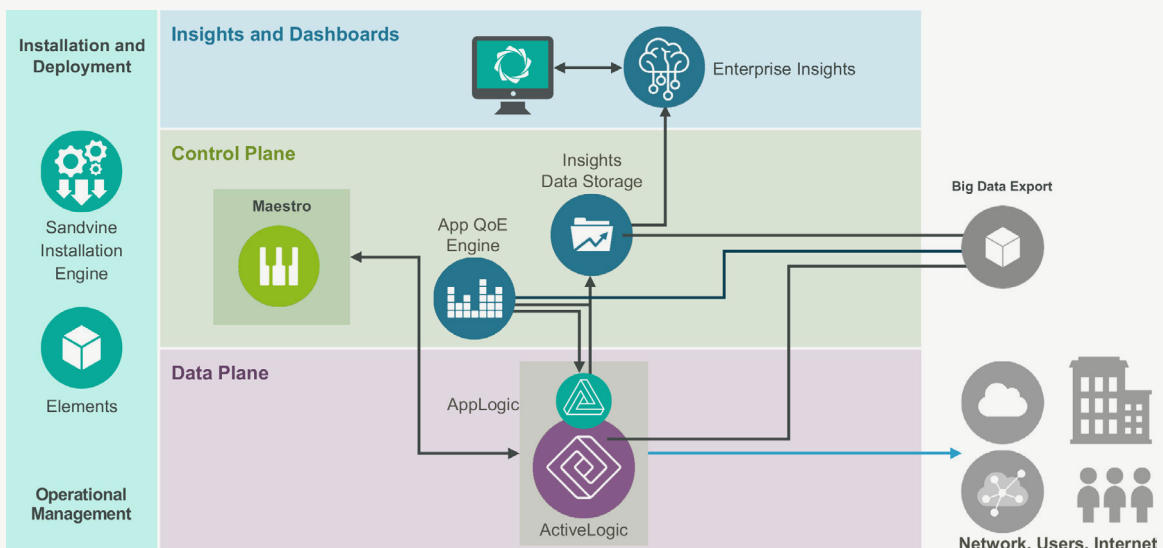 Installation and
Deployment
Sandvine
Installation
Engine
Elements
Operational
Management
Insights and Dashboards
Enterprise Insights
Control Plane
Maestro
App QoE
Engine
Insights
Data Storage
Big Data Export
Data Plane
AppLogic
ActiveLogic
Network, Users, Internet